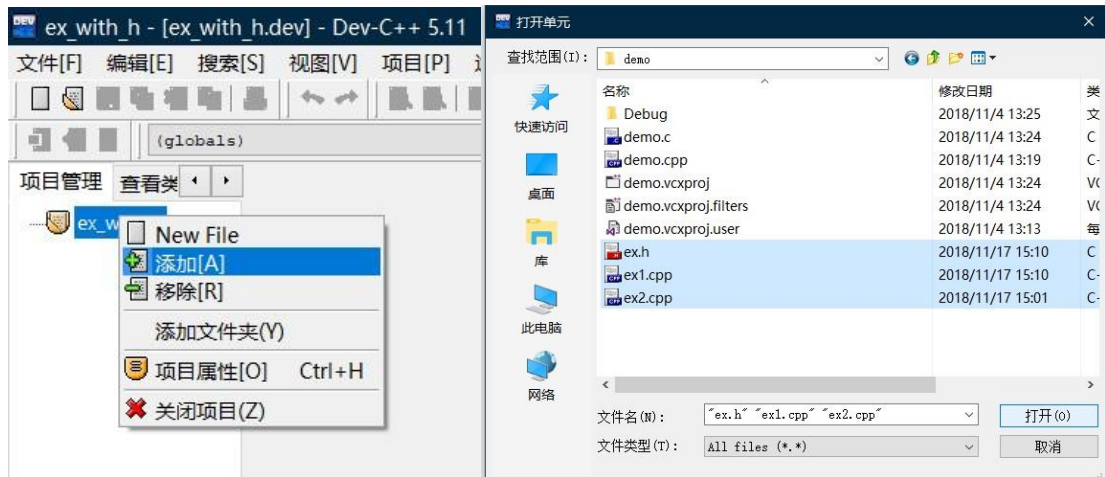 ex_with_h - [ex_with_h.dev] - Dev-C++ 5.11
文件[F] 编辑[E] 搜索[S] 视图[V] 项目[P]
(globals)
项目管理 查看类
ex_w
New File
添加[A]
移除[R]
添加文件夹(Y)
项目属性[O] Ctrl+H
关闭项目(Z)
打开单元
查找范围(I): demo
快速访问
桌面
库
此电脑
网络
名称 修改日期 类
Debug 2018/11/4 13:25 文
demo.c 2018/11/4 13:24 C
demo.cpp 2018/11/4 13:19 C-
demo.vcxproj 2018/11/4 13:24 VC
demo.vcxproj.filters 2018/11/4 13:24 VC
demo.vcxproj.user 2018/11/4 13:13 每
ex.h 2018/11/17 15:10 C
ex1.cpp 2018/11/17 15:10 C-
ex2.cpp 2018/11/17 15:01 C-
文件名(N): "ex.h" "ex1.cpp" "ex2.cpp" 打开(O)
文件类型(T): All files (*.*) 取消